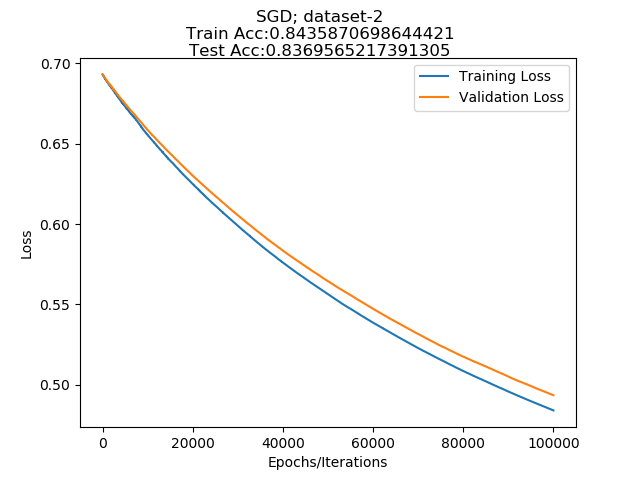 SGD; dataset-2
Train Acc:0.8435870698644421
Test Acc:0.8369565217391305
0.70
0.65
0.60
0.55
0.50
Loss
Training Loss
Validation Loss
0 20000 40000 60000 80000 100000
Epochs/Iterations